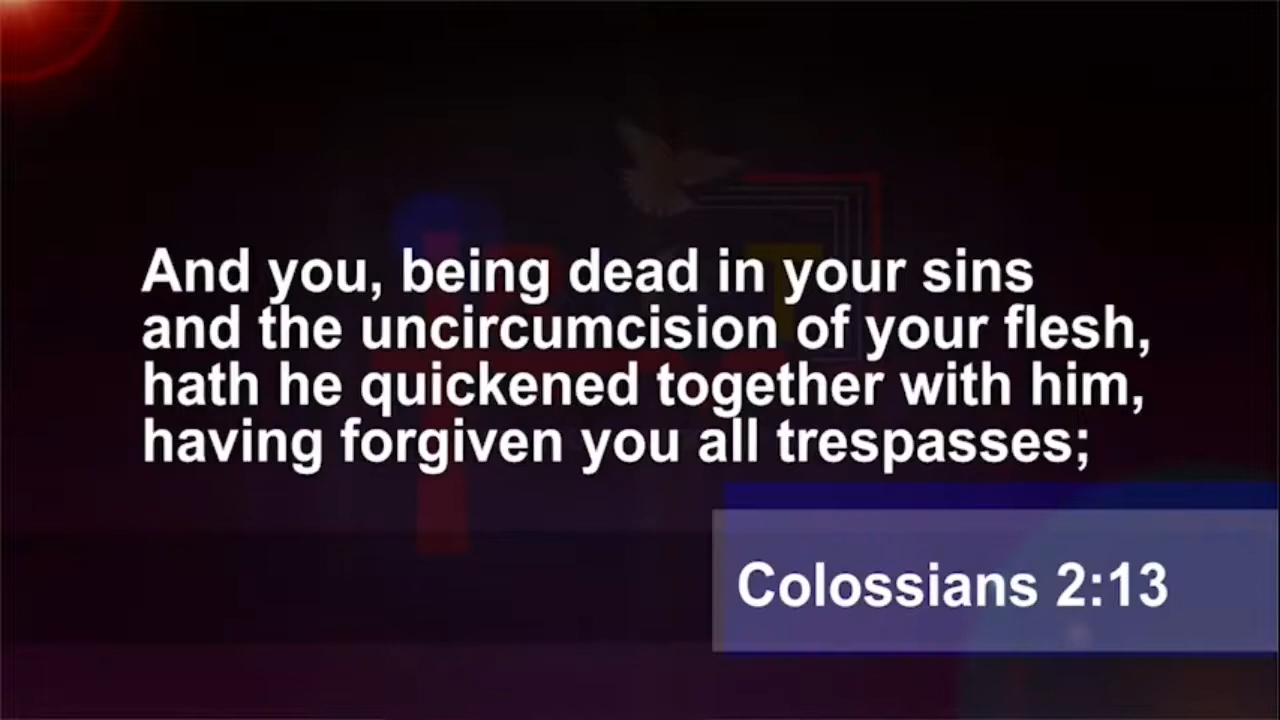 And you, being dead in your sins
and the uncircumcision of your flesh,
hath he quickened together with him,
having forgiven you all trespasses;
Colossians 2:13